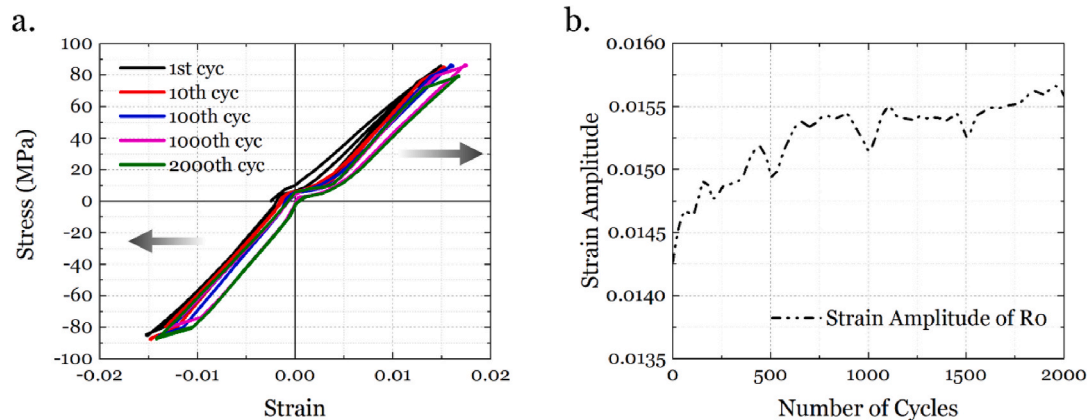 a.
100
80
60
40
20
0
-20
-40
-60
-80
-100
Stress (MPa)
1st cyc
10th cyc
100th cyc
1000th cyc
2000th cyc
-0.02
-0.01
0.00
0.01
0.02
Strain
b.
0.0160
0.0155
0.0150
0.0145
0.0140
0.0135
Strain Amplitude
Strain Amplitude of R0
0
500
1000
1500
2000
Number of Cycles